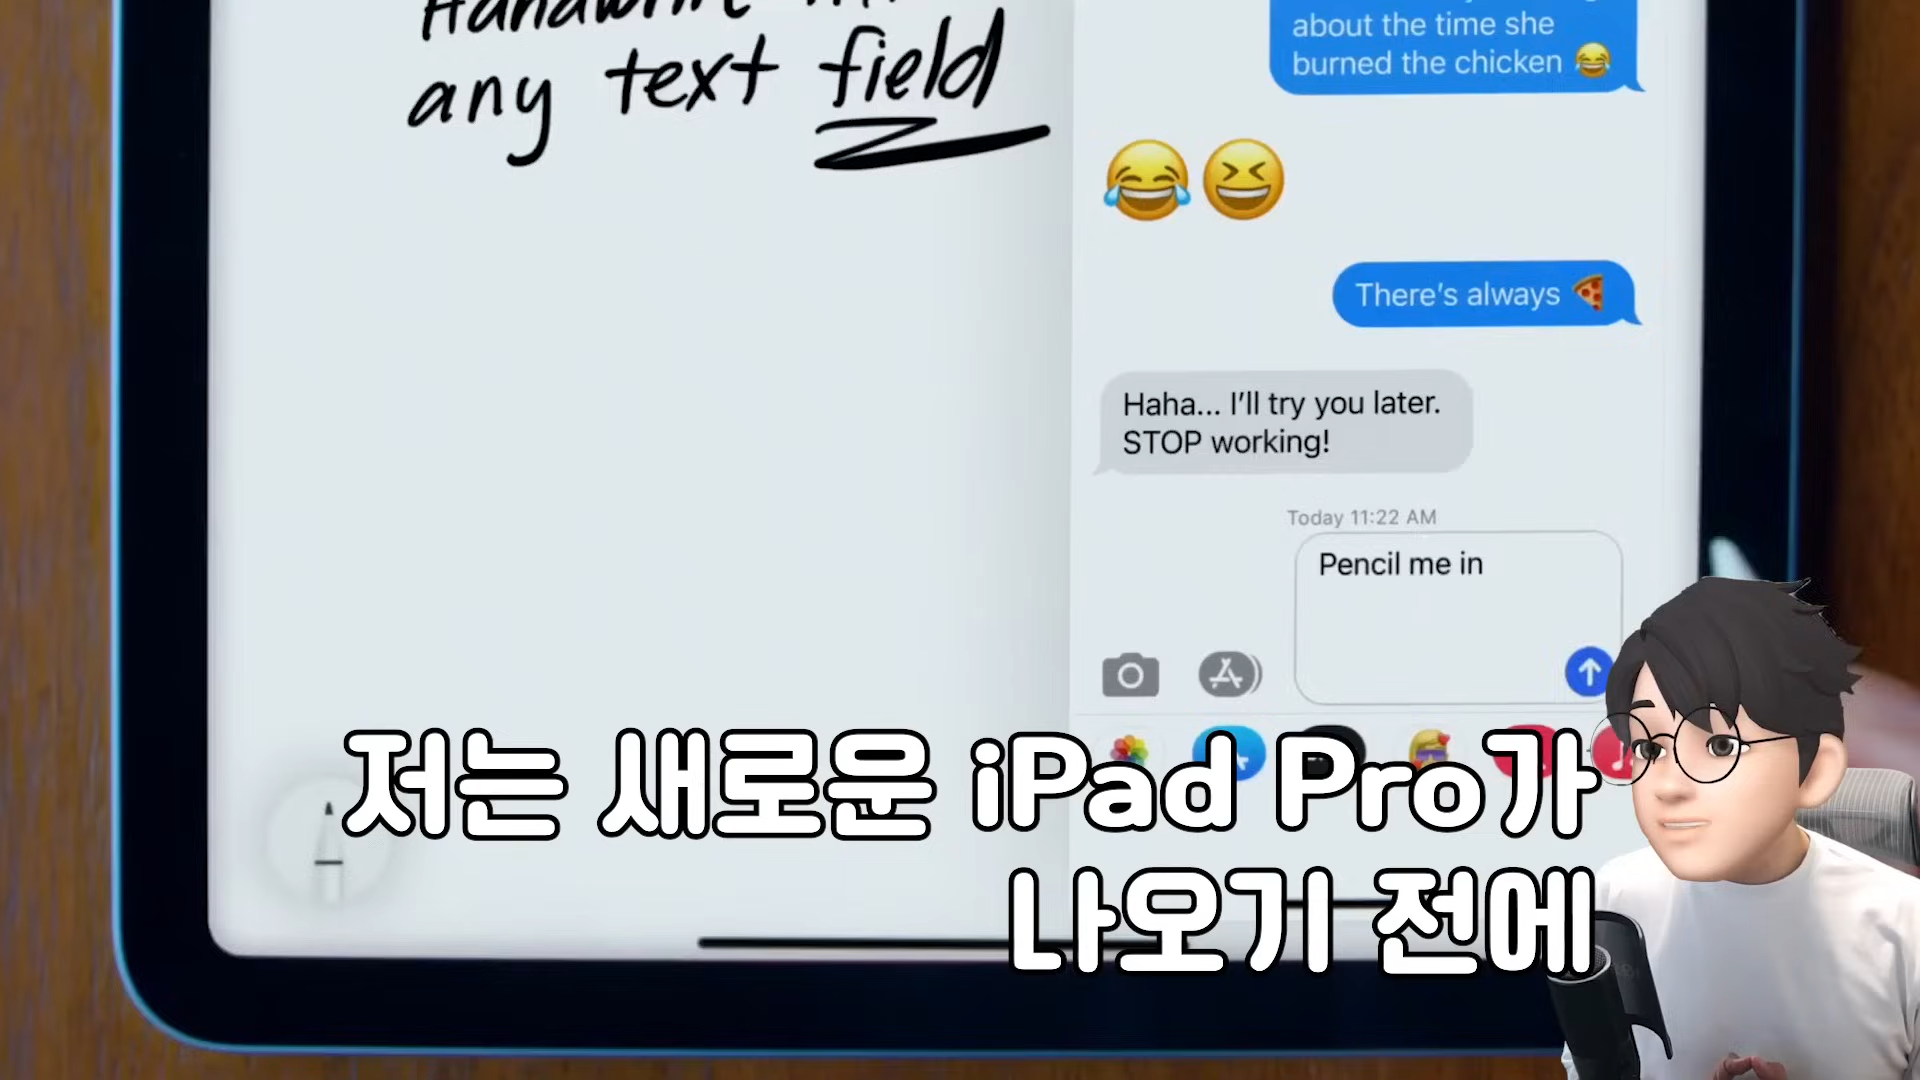 any text field
about the time she
burned the chicken 😂
😂😆
There's always 🍕
Haha... I'll try you later.
STOP working!
Today 11:22 AM
Pencil me in
저는 새로운 iPad Pro가
나오기 전에